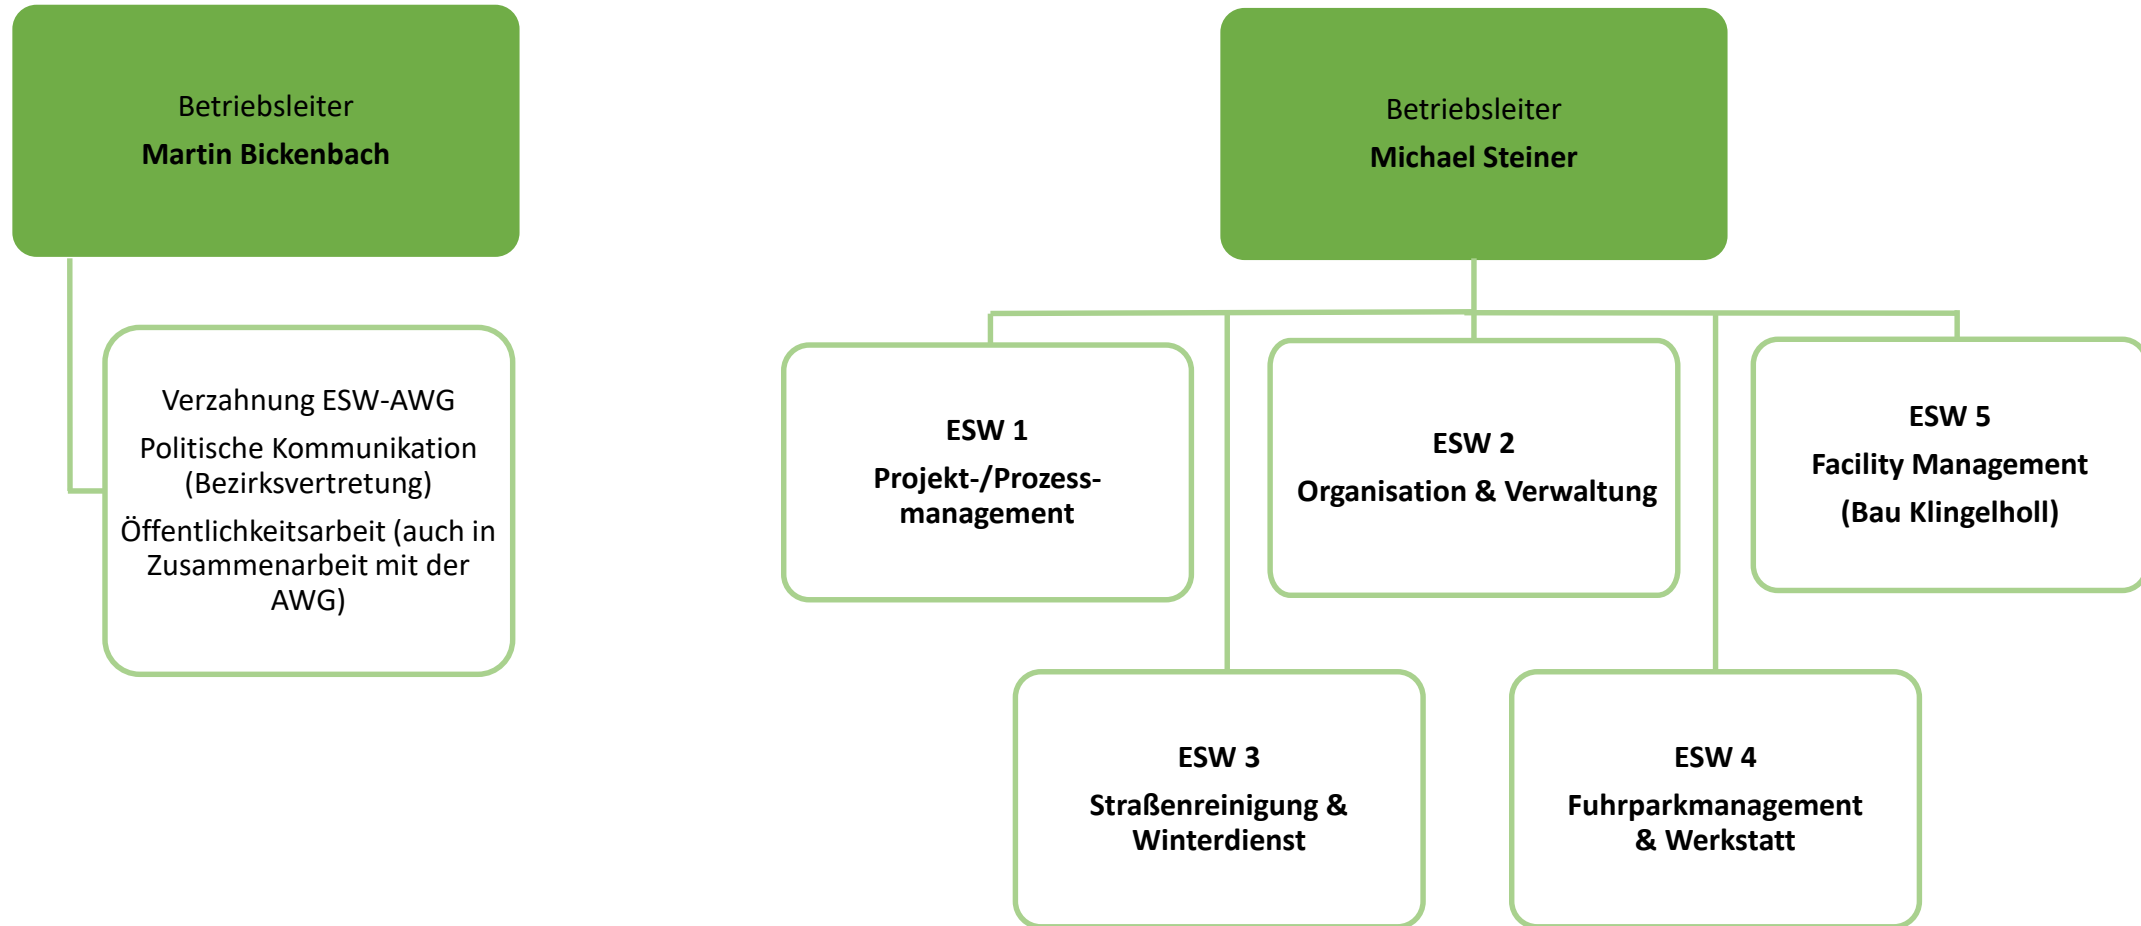 Betriebsleiter
Martin Bickenbach
Verzahnung ESW-AWG
Politische Kommunikation
(Bezirksvertretung)
Öffentlichkeitsarbeit (auch in
Zusammenarbeit mit der
AWG)
Betriebsleiter
Michael Steiner
ESW 1
Projekt-/Prozess-
management
ESW 2
Organisation & Verwaltung
ESW 5
Facility Management
(Bau Klingelholl)
ESW 3
Straßenreinigung &
Winterdienst
ESW 4
Fuhrparkmanagement
& Werkstatt